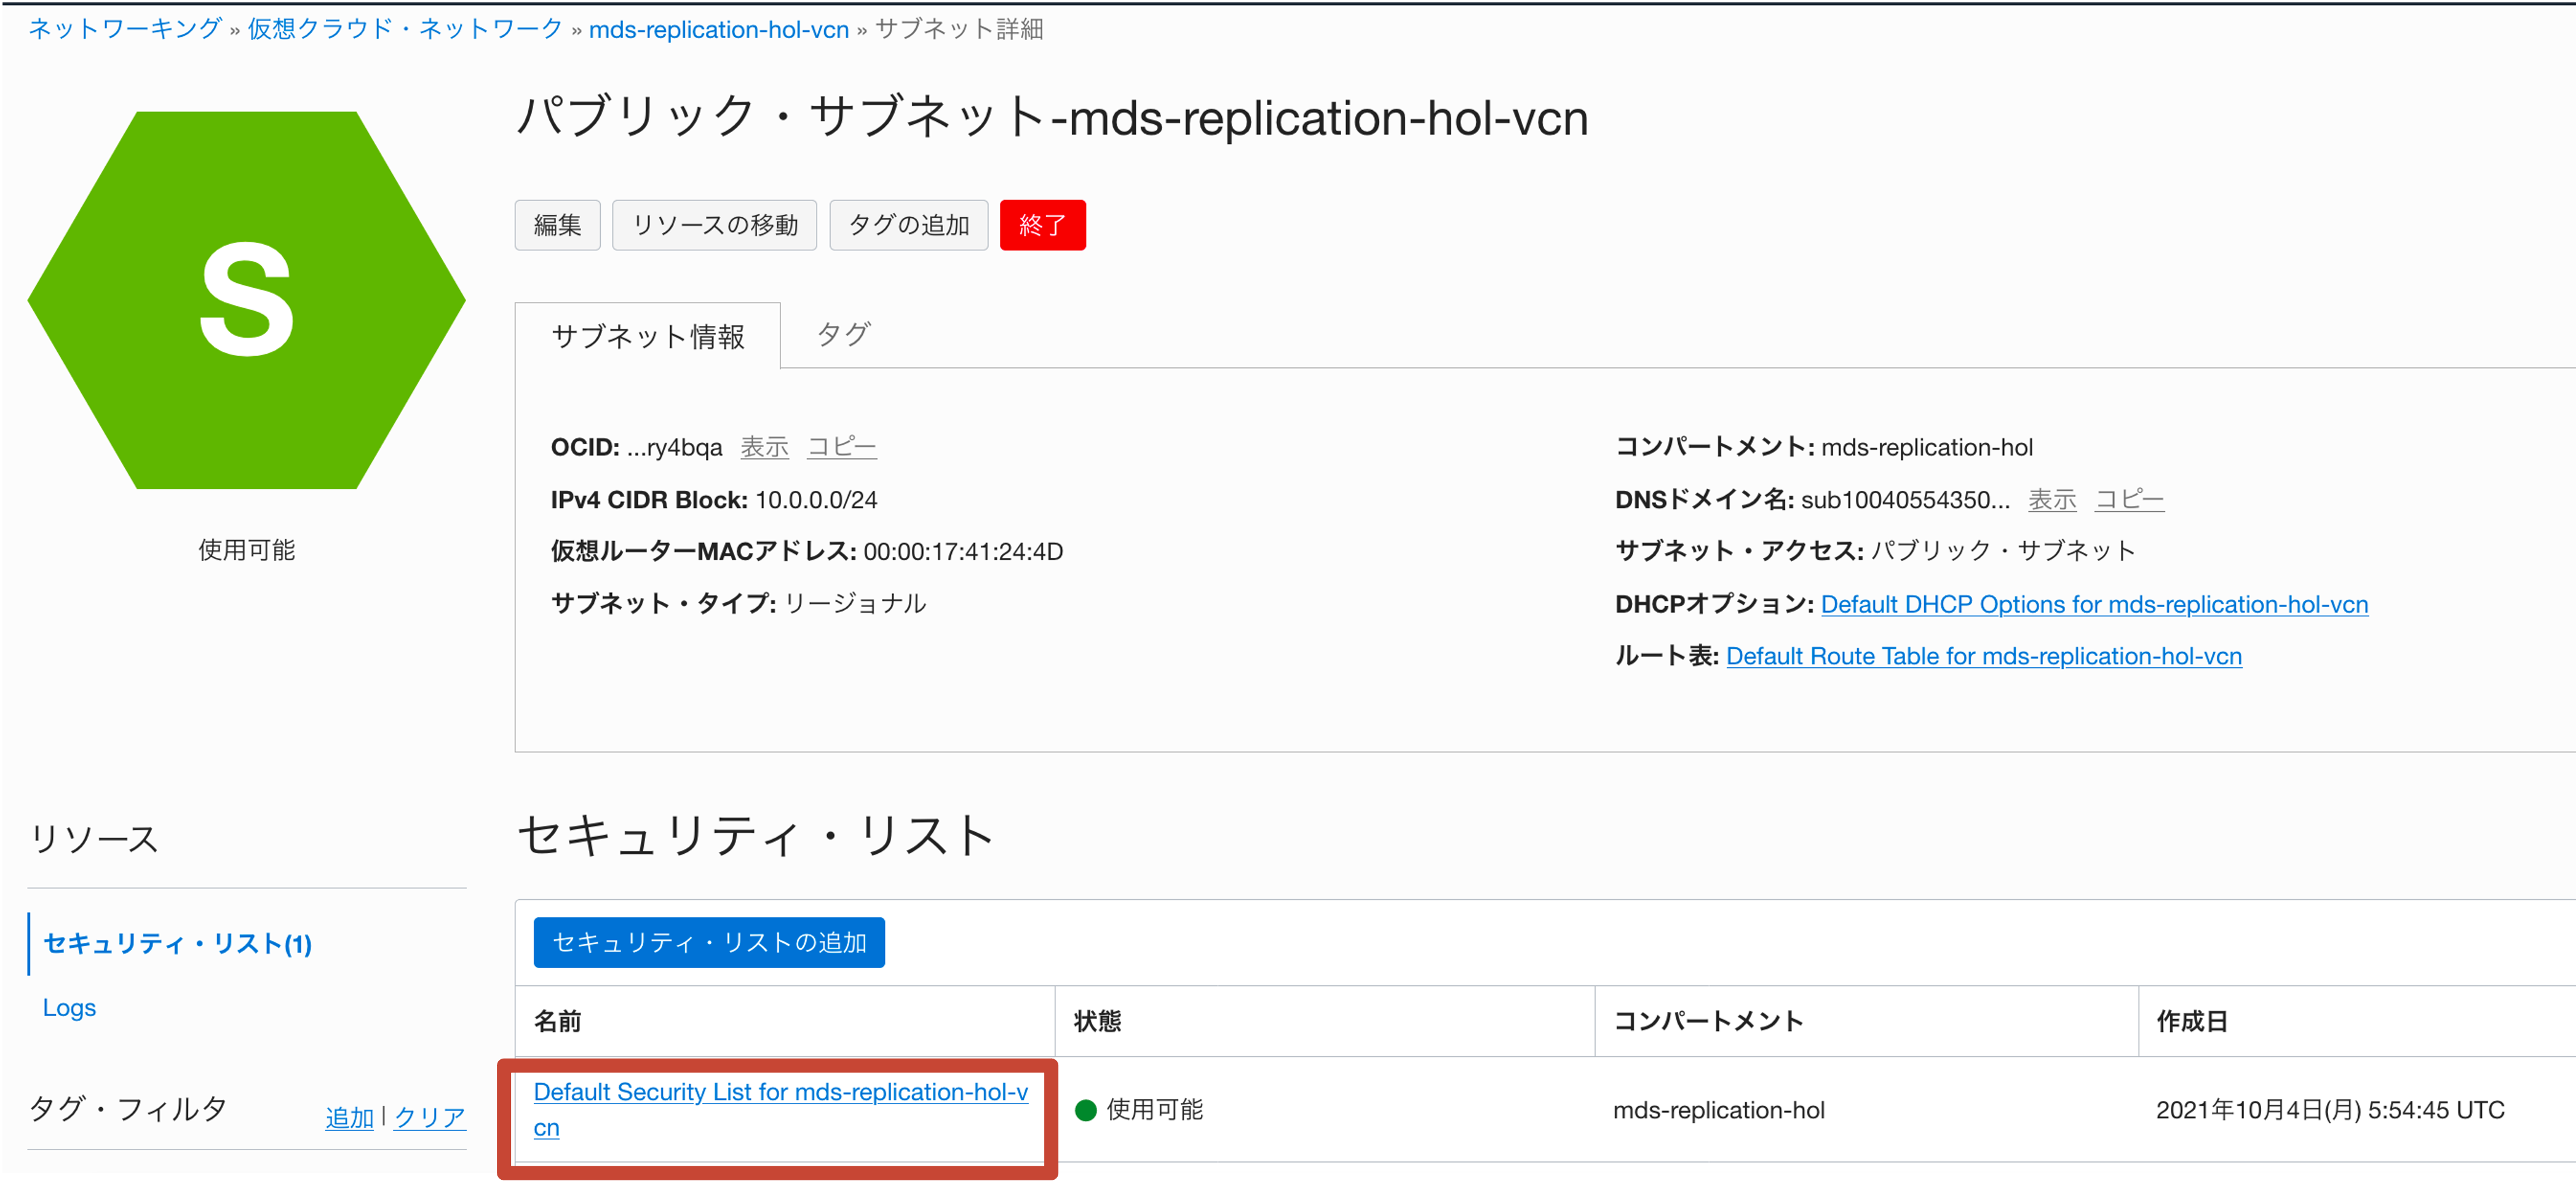 ネットワーキング » 仮想クラウド・ネットワーク » mds-replication-hol-vcn » サブネット詳細
S
使用可能
パブリック・サブネット-mds-replication-hol-vcn
編集 リソースの移動 タグの追加 終了
サブネット情報 タグ
OCID: ...ry4bqa 表示 コピー
IPv4 CIDR Block: 10.0.0.0/24
仮想ルーターMACアドレス: 00:00:17:41:24:4D
サブネット・タイプ: リージョナル
コンパートメント: mds-replication-hol
DNSドメイン名: sub10040554350... 表示 コピー
サブネット・アクセス: パブリック・サブネット
DHCPオプション: Default DHCP Options for mds-replication-hol-vcn
ルート表: Default Route Table for mds-replication-hol-vcn
リソース
セキュリティ・リスト(1)
Logs
タグ・フィルタ 追加 | クリア
セキュリティ・リスト
セキュリティ・リストの追加
名前 状態 コンパートメント 作成日
Default Security List for mds-replication-hol-v
cn
使用可能 mds-replication-hol 2021年10月4日(月) 5:54:45 UTC